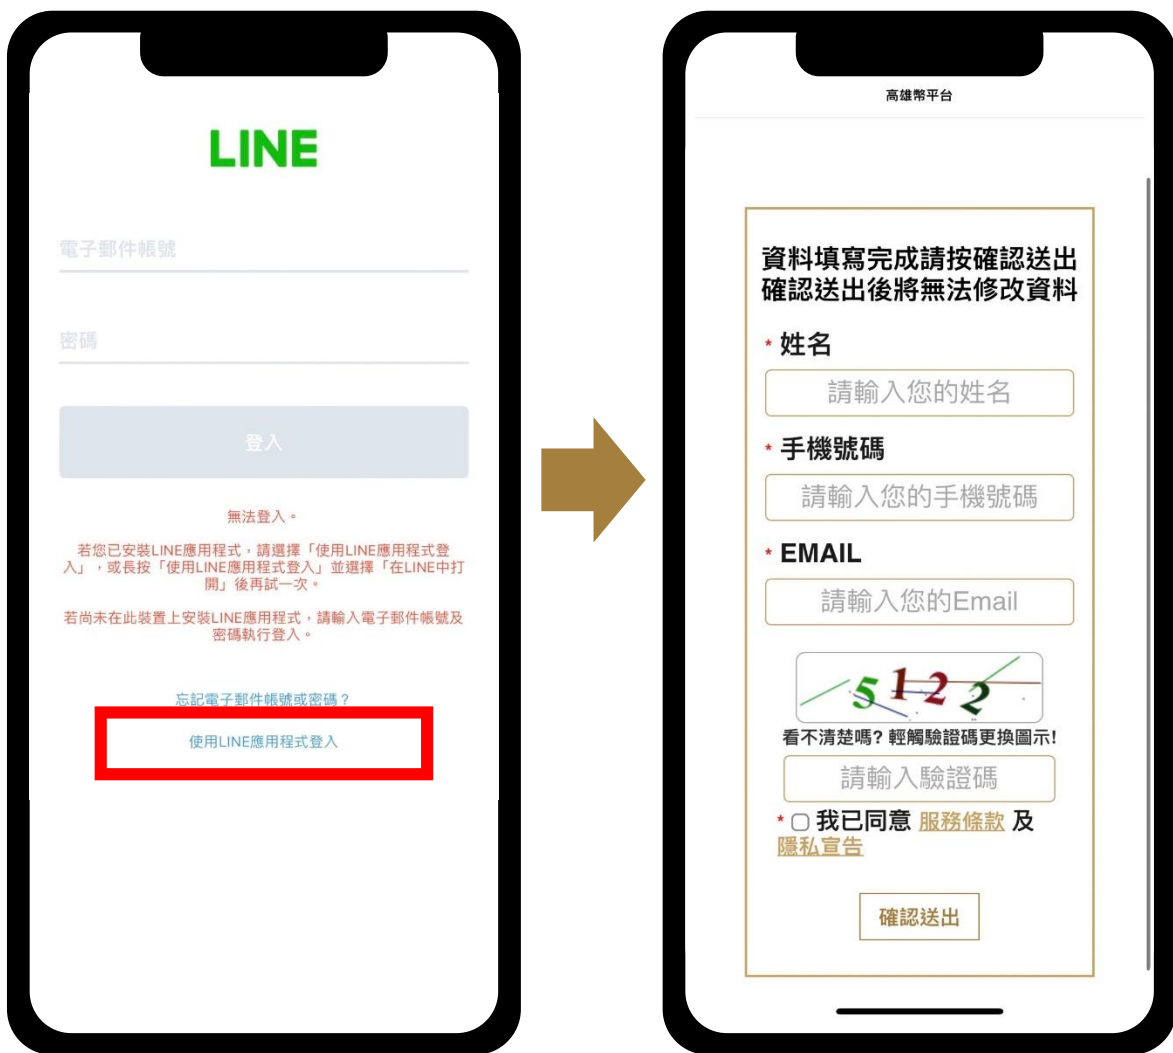 LINE
電子郵件帳號
密碼
登入
無法登入。
若您已安裝LINE應用程式，請選擇「使用LINE應用程式登
入」，或長按「使用LINE應用程式登入」並選擇「在LINE中打
開」後再試一次。
若尚未在此裝置上安裝LINE應用程式，請輸入電子郵件帳號及
密碼執行登入。
忘記電子郵件帳號或密碼？
使用LINE應用程式登入
高雄幣平台
資料填寫完成請按確認送出
確認送出後將無法修改資料
* 姓名
請輸入您的姓名
* 手機號碼
請輸入您的手機號碼
* EMAIL
請輸入您的Email
5122
看不清楚嗎? 輕觸驗證碼更換圖示!
請輸入驗證碼
* 我已同意 服務條款 及
隱私宣告
確認送出